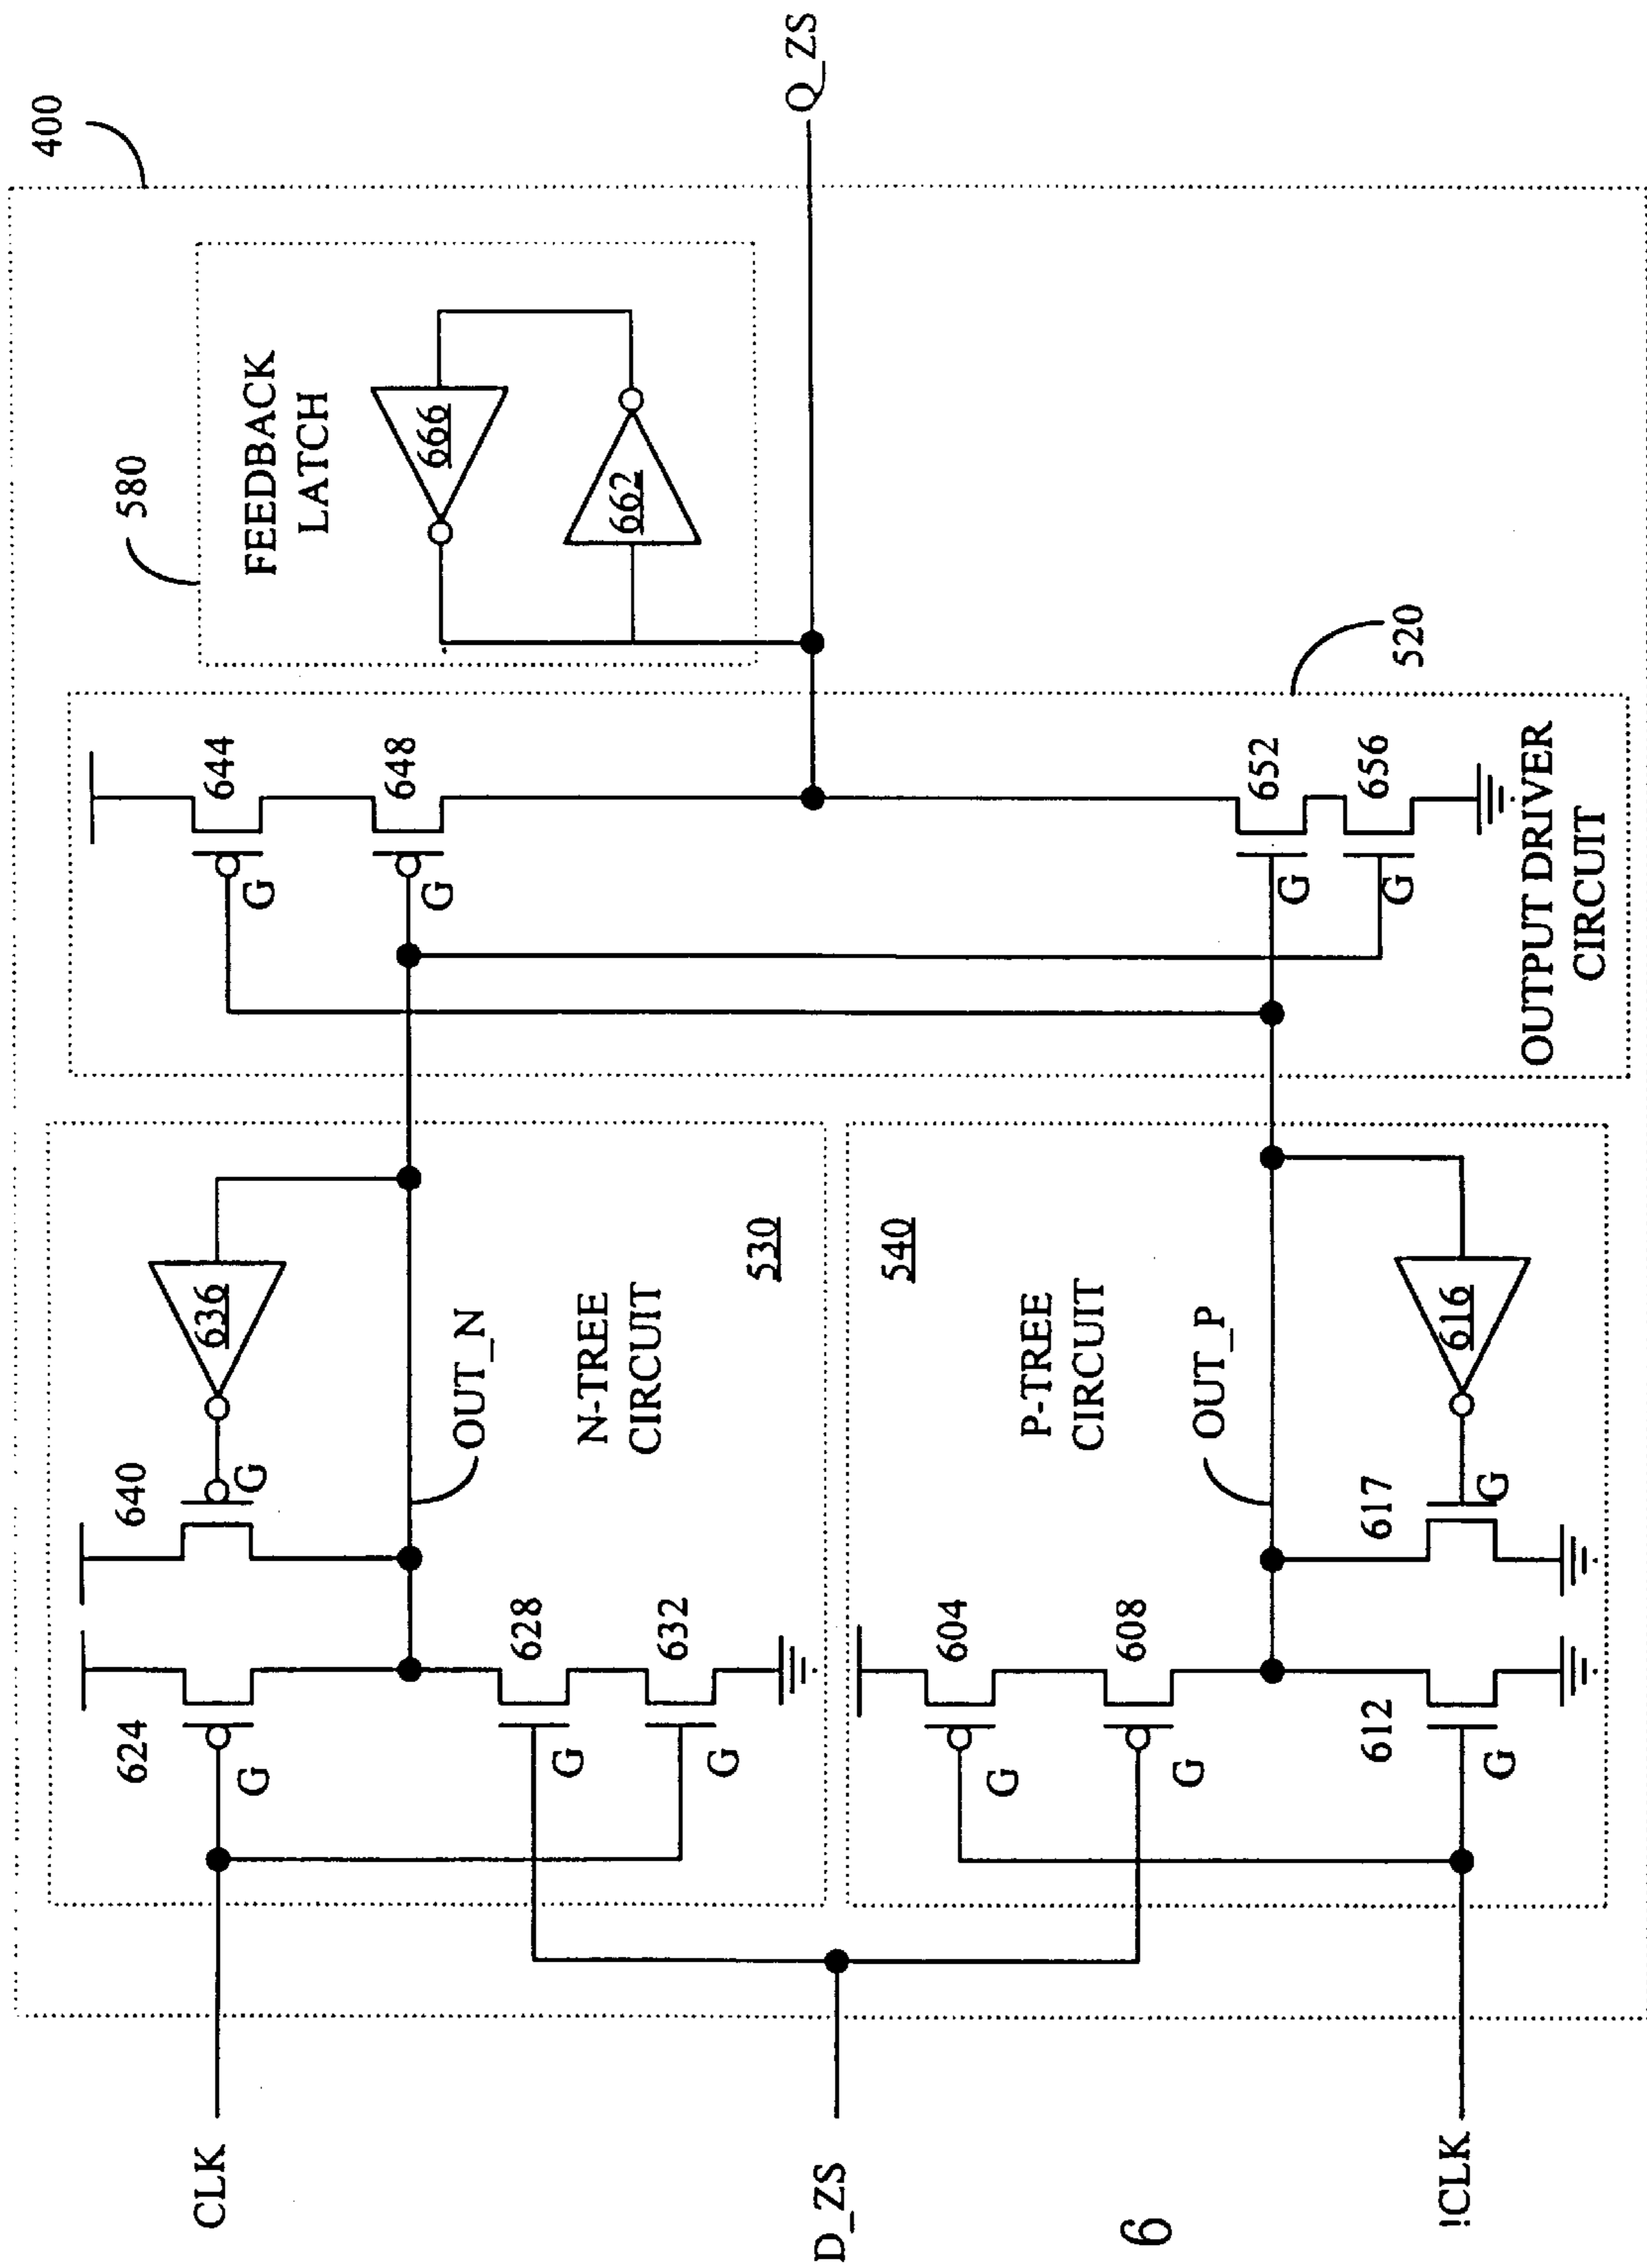 400
580
FEEDBACK
LATCH
666
662
Q_ZS
644
648
G
G
652
656
G
G
520
OUTPUT DRIVER
CIRCUIT
CLK
624
G
640
G
636
628
G
632
G
OUT_N
N-TREE
CIRCUIT
530
D_ZS
540
604
G
608
G
P-TREE
CIRCUIT
OUT_P
612
G
617
G
616
!CLK
6